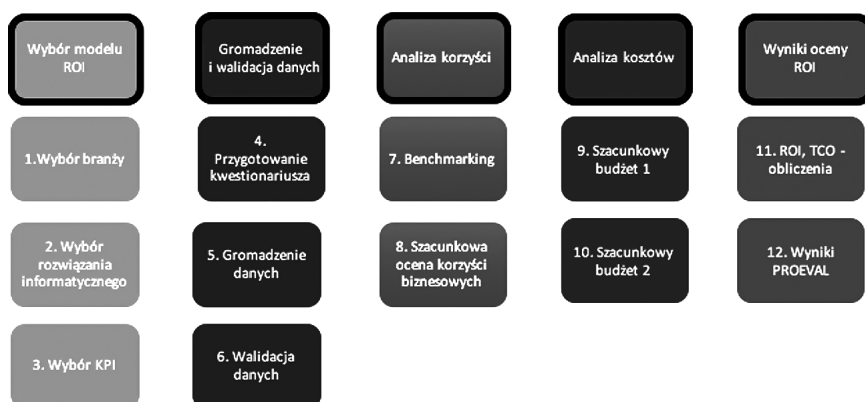 Wybór modelu
ROI
Gromadzenie
i walidacja danych
Analiza korzyści
Analiza kosztów
Wyniki oceny
ROI
1.Wybór branży
4.
Przygotowanie
kwestionariusza
7. Benchmarking
9. Szacunkowy
budżet 1
11. ROI, TCO -
obliczenia
2. Wybór
rozwiązania
informatycznego
5. Gromadzenie
danych
8. Szacunkowa
ocena korzyści
biznesowych
10. Szacunkowy
budżet 2
12. Wyniki
PROEVAL
3. Wybór KPI
6. Walidacja
danych